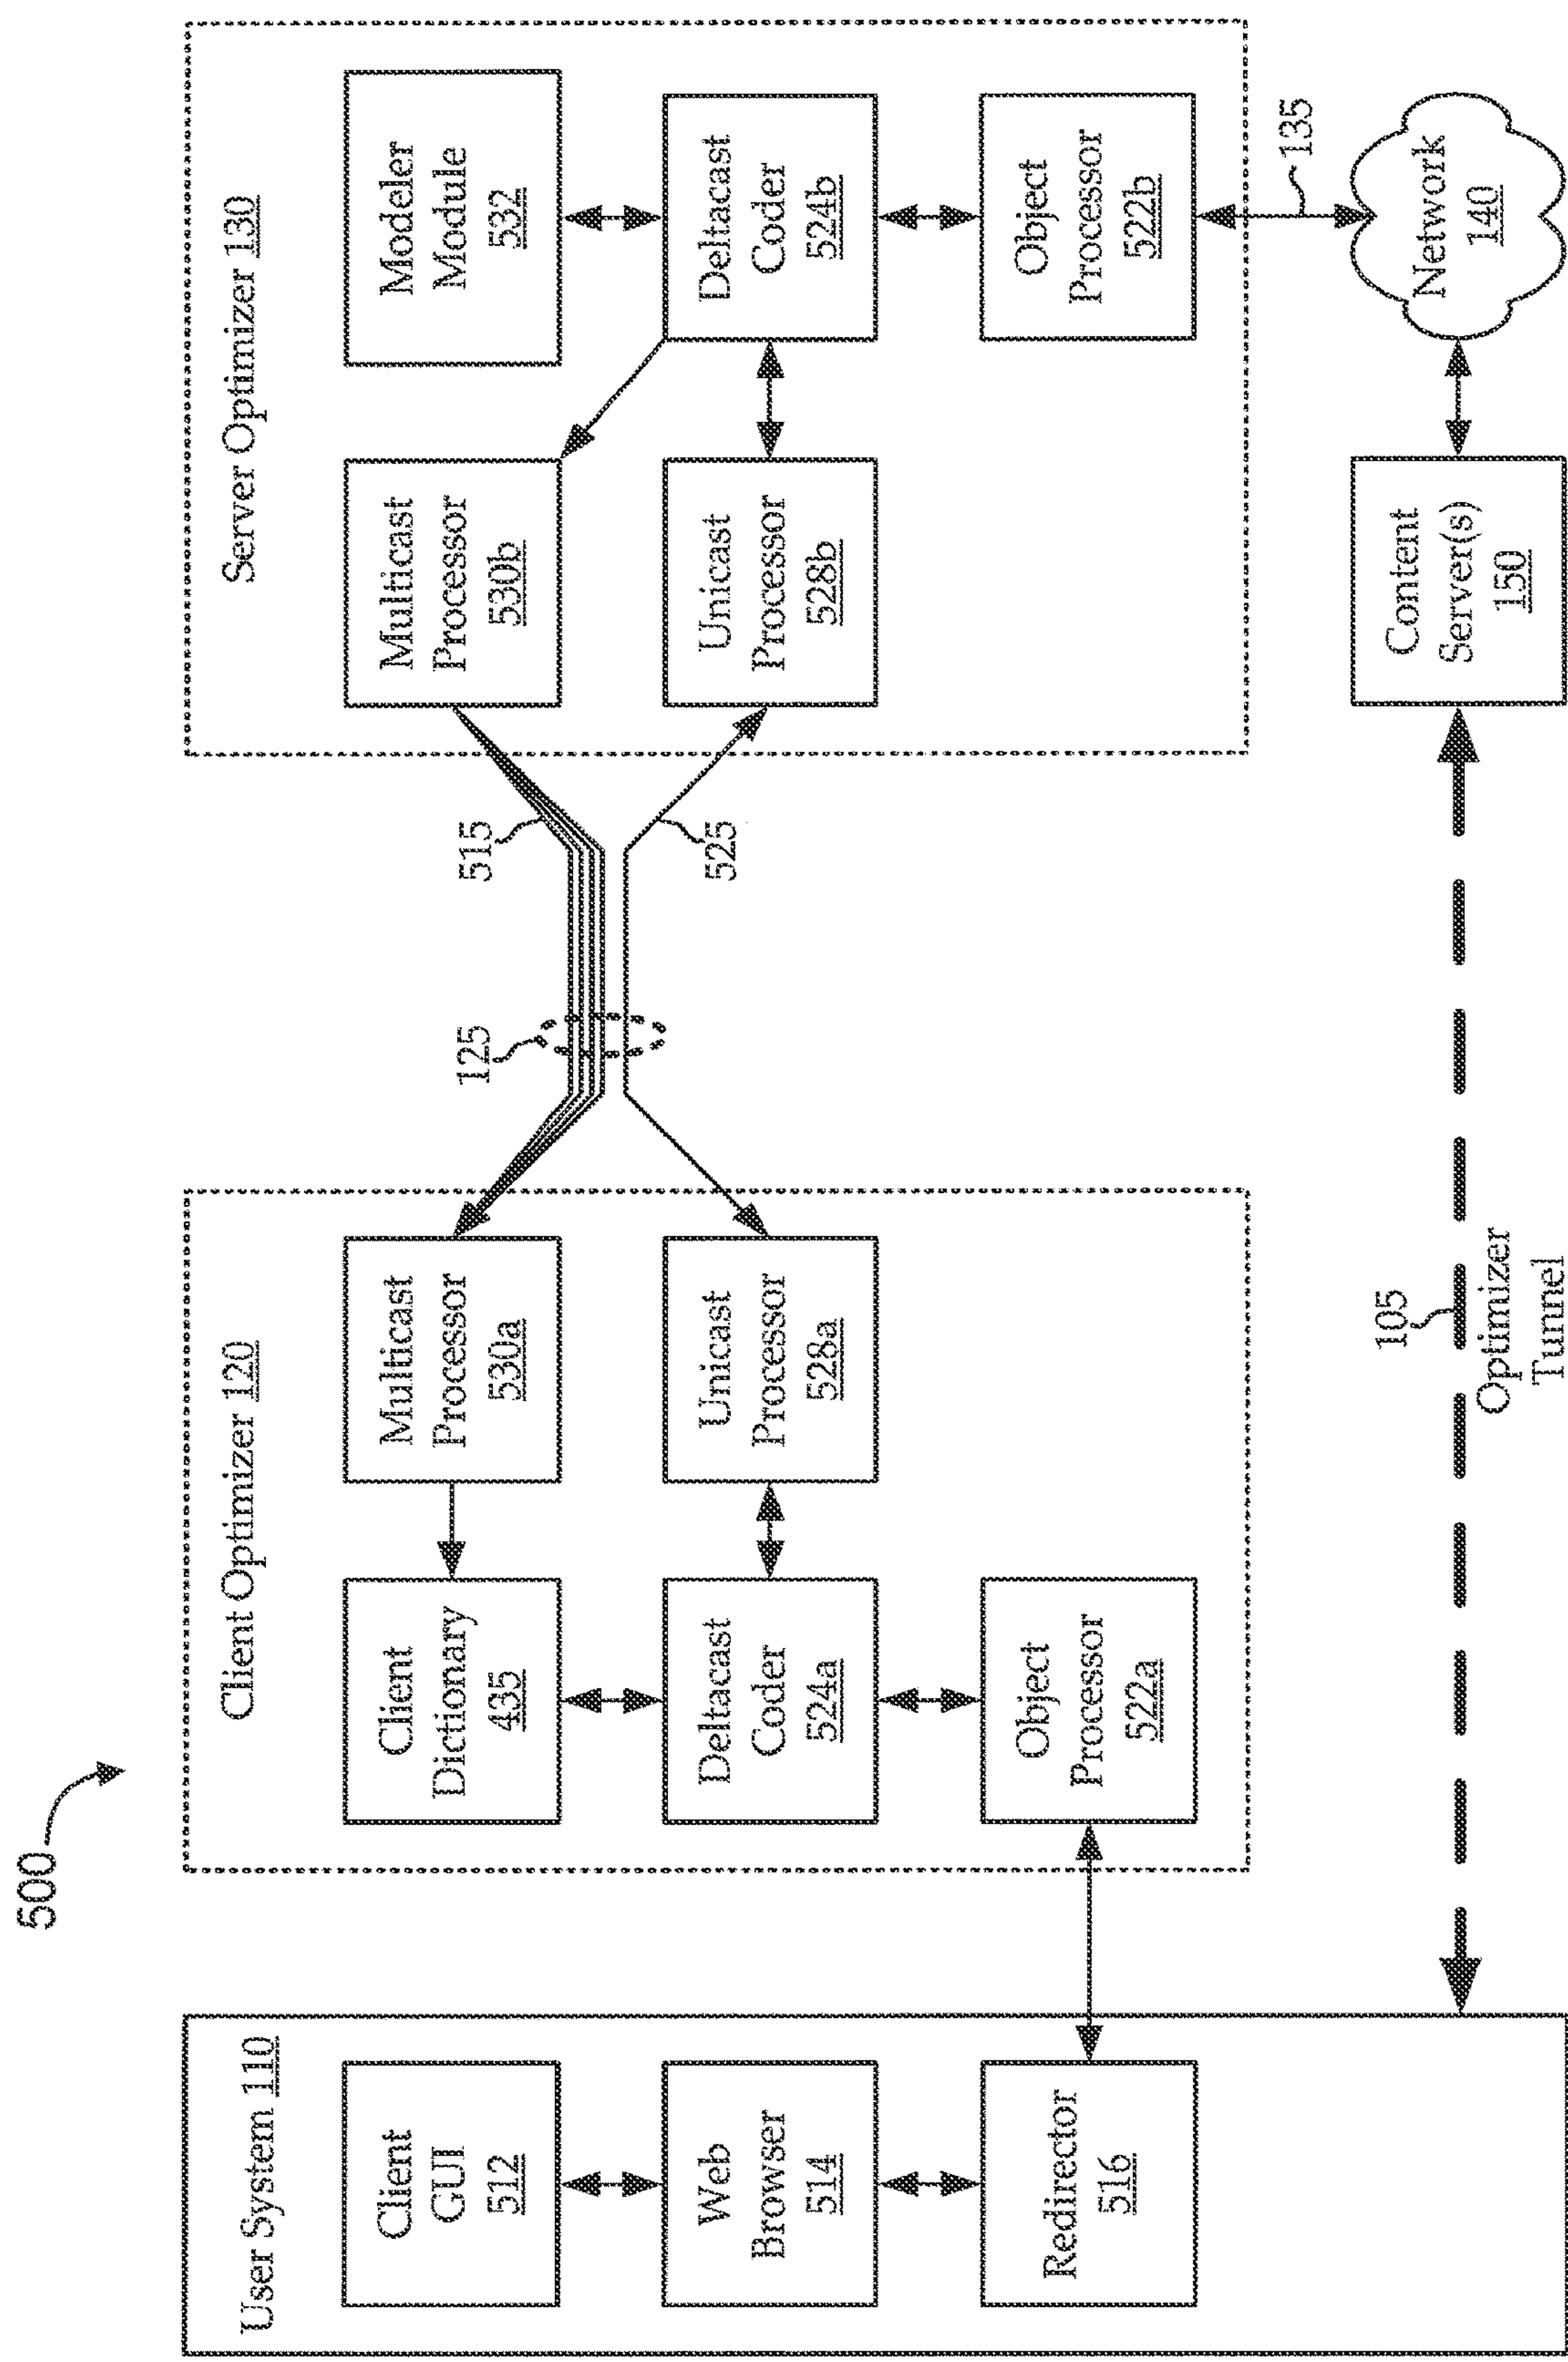 500
User System 110
Client
GUI
512
Web
Browser
514
Redirector
516
Client Optimizer 120
Client
Dictionary
435
Multicast
Processor
530a
Deltacast
Coder
524a
Unicast
Processor
528a
Object
Processor
522a
125
515
525
Server Optimizer 130
Multicast
Processor
530b
Modeler
Module
532
Unicast
Processor
528b
Deltacast
Coder
524b
Object
Processor
522b
135
105
Optimizer
Tunnel
Content
Server(s)
150
Network
140